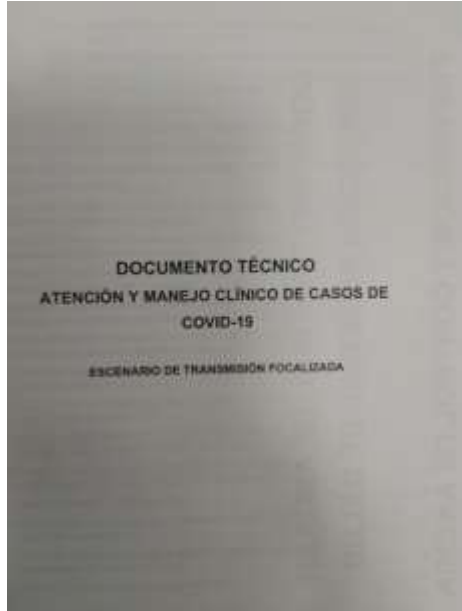 DOCUMENTO TÉCNICO
ATENCIÓN Y MANEJO CLÍNICO DE CASOS DE
COVID-19
ESCENARIO DE TRANSMISIÓN FOCALIZADA